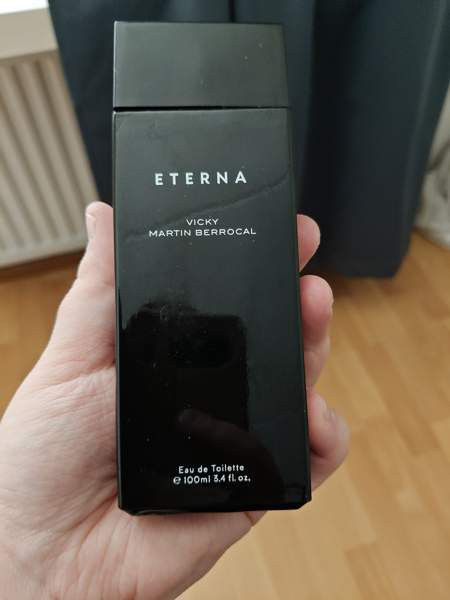 ETERNA
VICKY
MARTIN BERROCAL
Eau de Toilette
℮ 100ml 3.4 fl. oz.